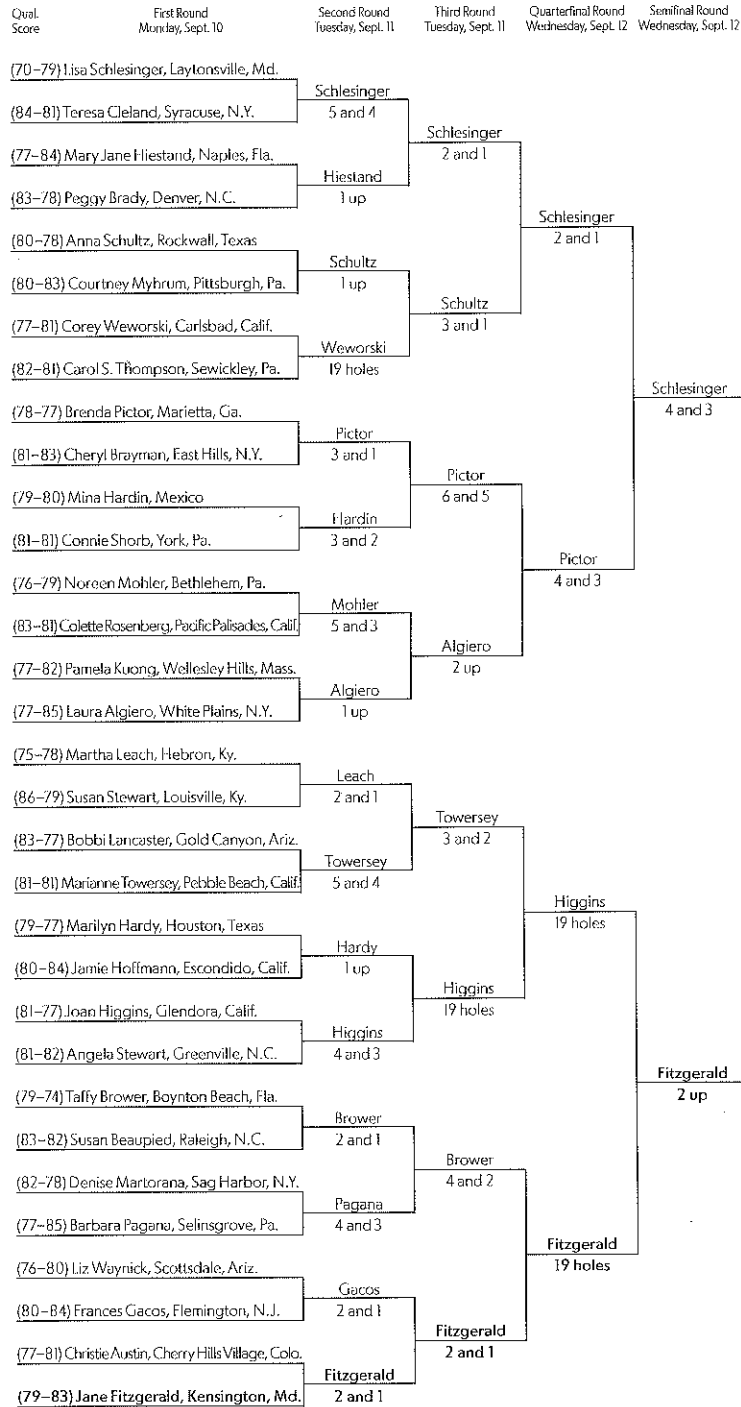 Qual. Score
First Round Monday, Sept. 10
Second Round Tuesday, Sept. 11
Third Round Tuesday, Sept. 11
Quarterfinal Round Wednesday, Sept. 12
Semifinal Round Wednesday, Sept. 12
(70–79) Lisa Schlesinger, Laytonsville, Md.
(84–81) Teresa Cleland, Syracuse, N.Y.
(77–84) Mary Jane Hiestand, Naples, Fla.
(83–78) Peggy Brady, Denver, N.C.
(80–78) Anna Schultz, Rockwall, Texas
(80–83) Courtney Myhrum, Pittsburgh, Pa.
(77–81) Corey Weworski, Carlsbad, Calif.
(82–81) Carol S. Thompson, Sewickley, Pa.
(78–77) Brenda Pictor, Marietta, Ga.
(81–83) Cheryl Brayman, East Hills, N.Y.
(79–80) Mina Hardin, Mexico
(81–81) Connie Shorb, York, Pa.
(76–79) Noreen Mohler, Bethlehem, Pa.
(83–81) Colette Rosenberg, Pacific Palisades, Calif.
(77–82) Pamela Kuong, Wellesley Hills, Mass.
(77–85) Laura Algiero, White Plains, N.Y.
(75–78) Martha Leach, Hebron, Ky.
(86–79) Susan Stewart, Louisville, Ky.
(83–77) Bobbi Lancaster, Gold Canyon, Ariz.
(81–81) Marianne Towersey, Pebble Beach, Calif.
(79–77) Marilyn Hardy, Houston, Texas
(80–84) Jamie Hoffmann, Escondido, Calif.
(81–77) Joan Higgins, Glendora, Calif.
(81–82) Angela Stewart, Greenville, N.C.
(79–74) Taffy Brower, Boynton Beach, Fla.
(83–82) Susan Beaupied, Raleigh, N.C.
(82–78) Denise Martorana, Sag Harbor, N.Y.
(77–85) Barbara Pagana, Selinsgrove, Pa.
(76–80) Liz Waynick, Scottsdale, Ariz.
(80–84) Frances Gacos, Flemington, N.J.
(77–81) Christie Austin, Cherry Hills Village, Colo.
(79–83) Jane Fitzgerald, Kensington, Md.
Schlesinger
5 and 4
Hiestand
1 up
Schultz
1 up
Weworski
19 holes
Pictor
3 and 1
Hardin
3 and 2
Mohler
5 and 3
Algiero
1 up
Leach
2 and 1
Towersey
5 and 4
Hardy
1 up
Higgins
4 and 3
Brower
2 and 1
Pagana
4 and 3
Gacos
2 and 1
Fitzgerald
2 and 1
Schlesinger
2 and 1
Schultz
3 and 1
Pictor
6 and 5
Algiero
2 up
Towersey
3 and 2
Higgins
19 holes
Brower
4 and 2
Fitzgerald
2 and 1
Schlesinger
2 and 1
Pictor
4 and 3
Higgins
19 holes
Fitzgerald
19 holes
Schlesinger
4 and 3
Fitzgerald
2 up